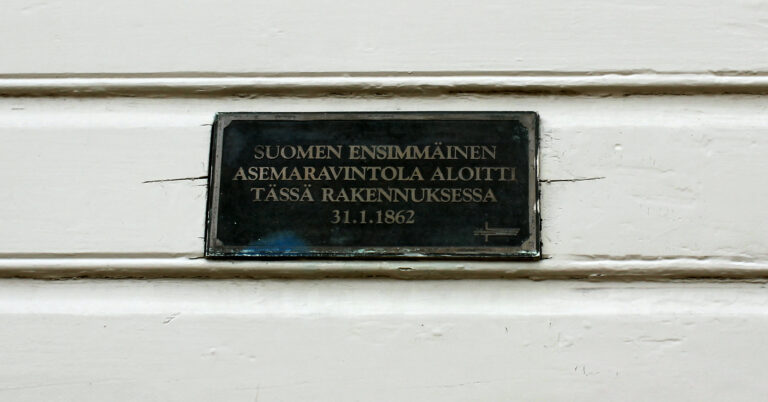 SUOMEN ENSIMMÄINEN
ASEMARAVINTOLA ALOITTI
TÄSSÄ RAKENNUKSESSA
31.1.1862